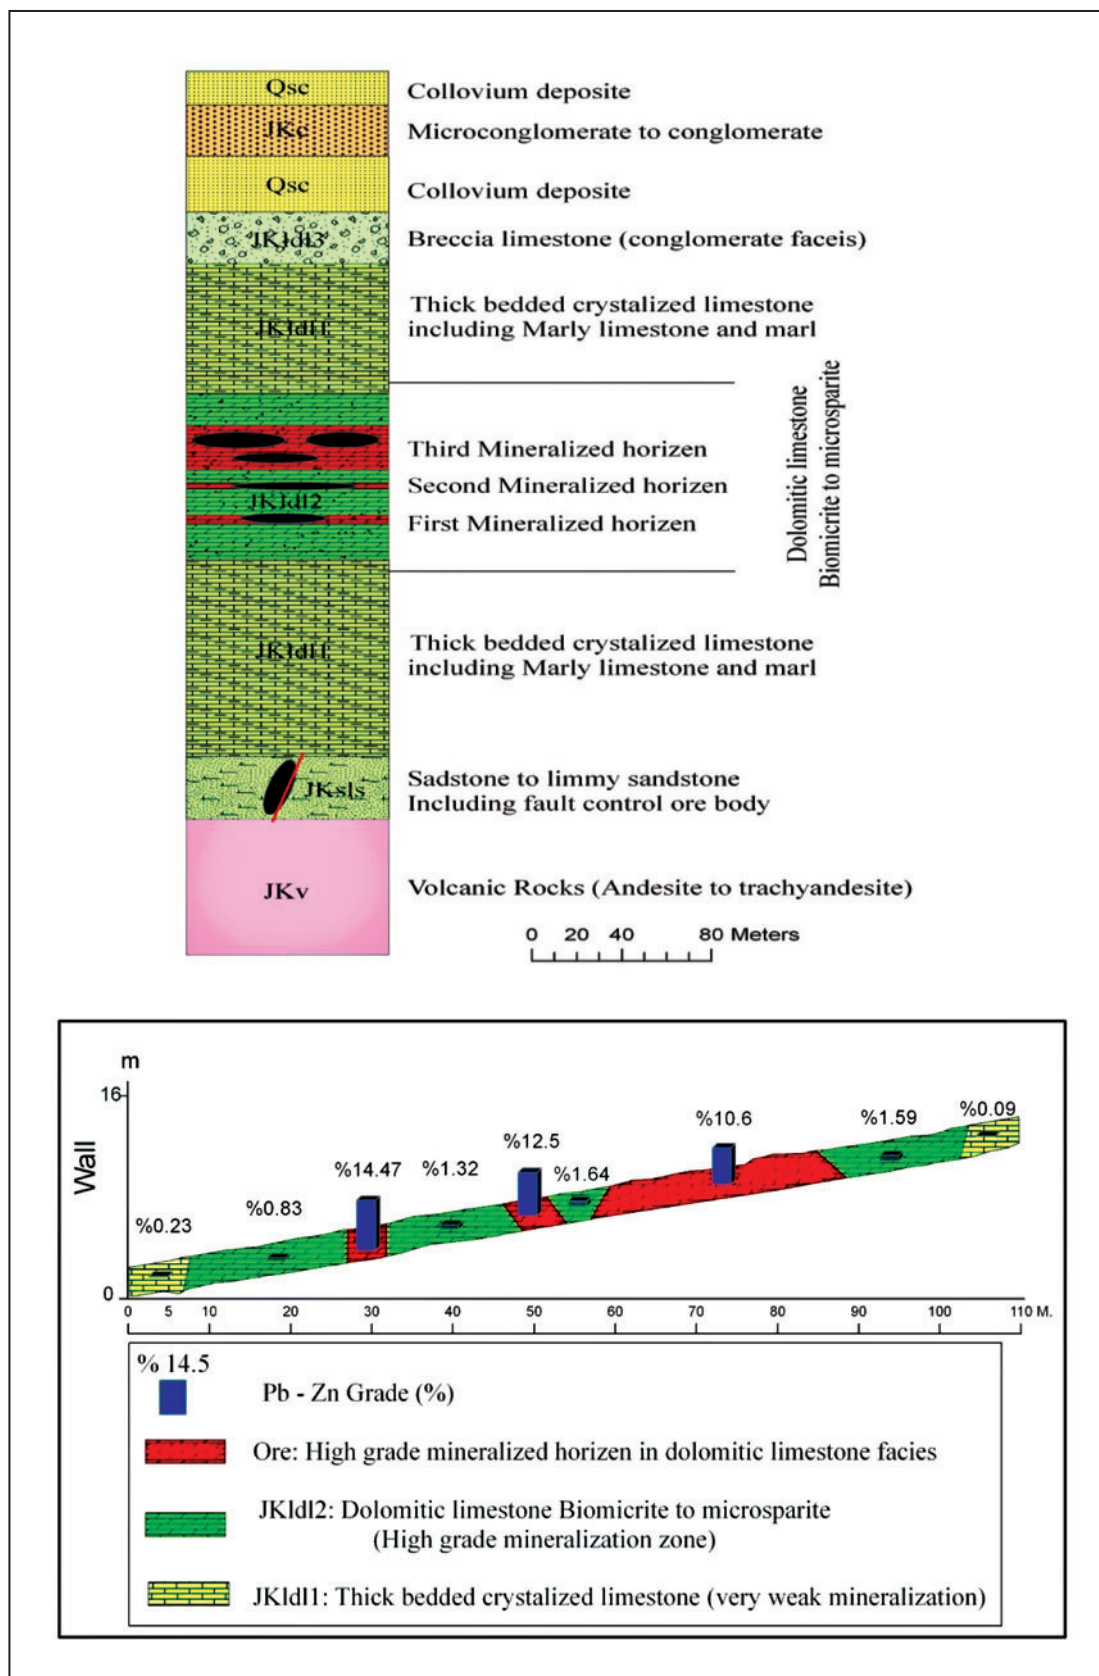 Qsc Collovium deposite
JKc Microconglomerate to conglomerate
Qsc Collovium deposite
JKldl3 Breccia limestone (conglomerate faceis)
Thick bedded crystalized limestone
JKldl1 including Marly limestone and marl
Third Mineralized horizen
Second Mineralized horizen
JKldl2
First Mineralized horizen
Dolomitic limestone
Biomicrite to microsparite
Thick bedded crystalized limestone
JKldl1 including Marly limestone and marl
Sadstone to limmy sandstone
JKsls Including fault control ore body
JKv Volcanic Rocks (Andesite to trachyandesite)
0 20 40 80 Meters
m
16
Wall
0
%0.23 %0.83 %14.47 %1.32 %12.5 %1.64 %10.6 %1.59 %0.09
0 5 10 20 30 40 50 60 70 80 90 100 110 M.
% 14.5
Pb - Zn Grade (%)
Ore: High grade mineralized horizen in dolomitic limestone facies
JKldl2: Dolomitic limestone Biomicrite to microsparite
(High grade mineralization zone)
JKldl1: Thick bedded crystalized limestone (very weak mineralization)